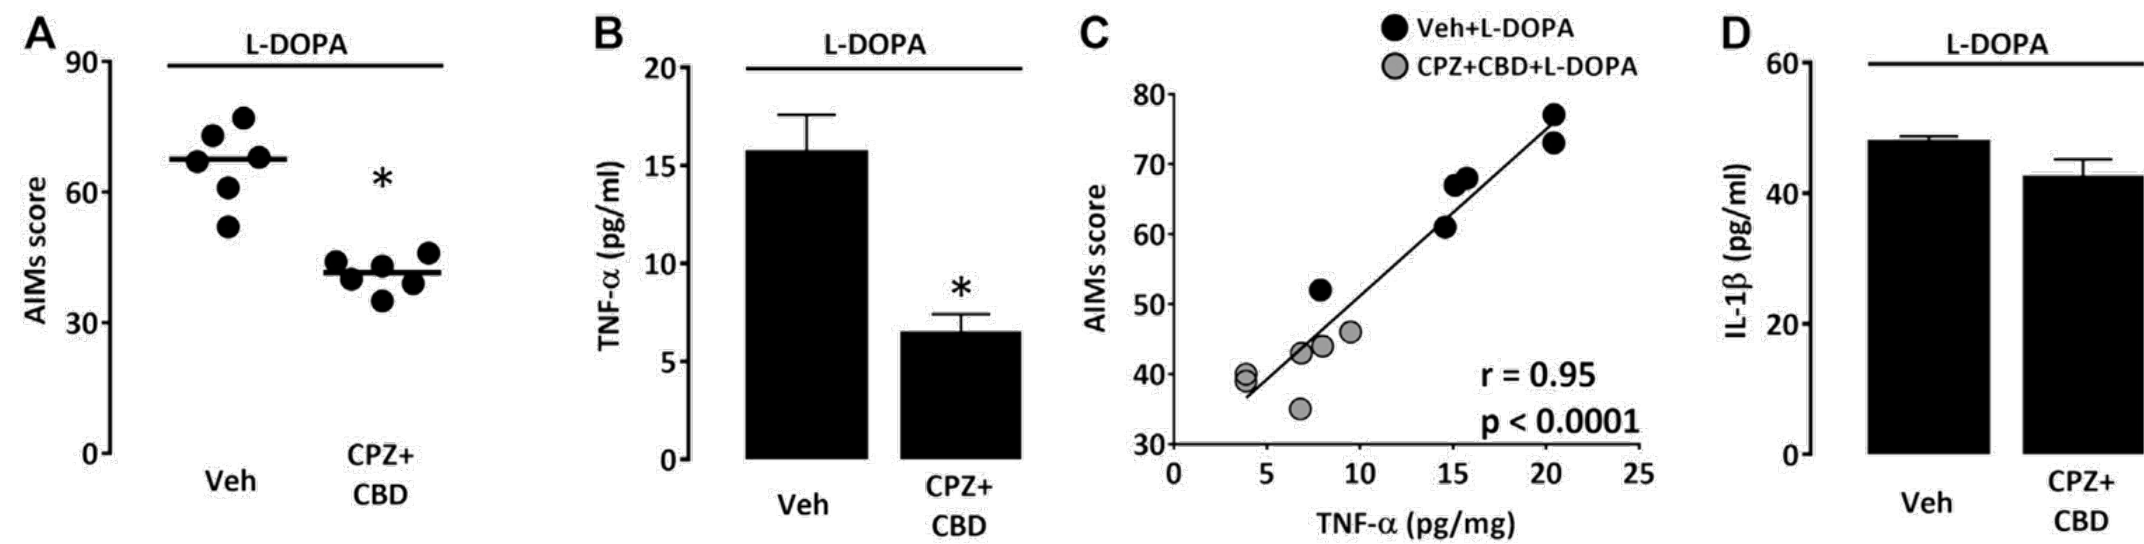 A
L-DOPA
90
60
30
0
AIMs score
*
Veh
CPZ+
CBD
B
L-DOPA
20
15
10
5
0
TNF-α (pg/ml)
*
Veh
CPZ+
CBD
C
Veh+L-DOPA
CPZ+CBD+L-DOPA
80
70
60
50
40
30
AIMs score
r = 0.95
p < 0.0001
0 5 10 15 20 25
TNF-α (pg/mg)
D
L-DOPA
60
40
20
0
IL-1β (pg/ml)
Veh
CPZ+
CBD